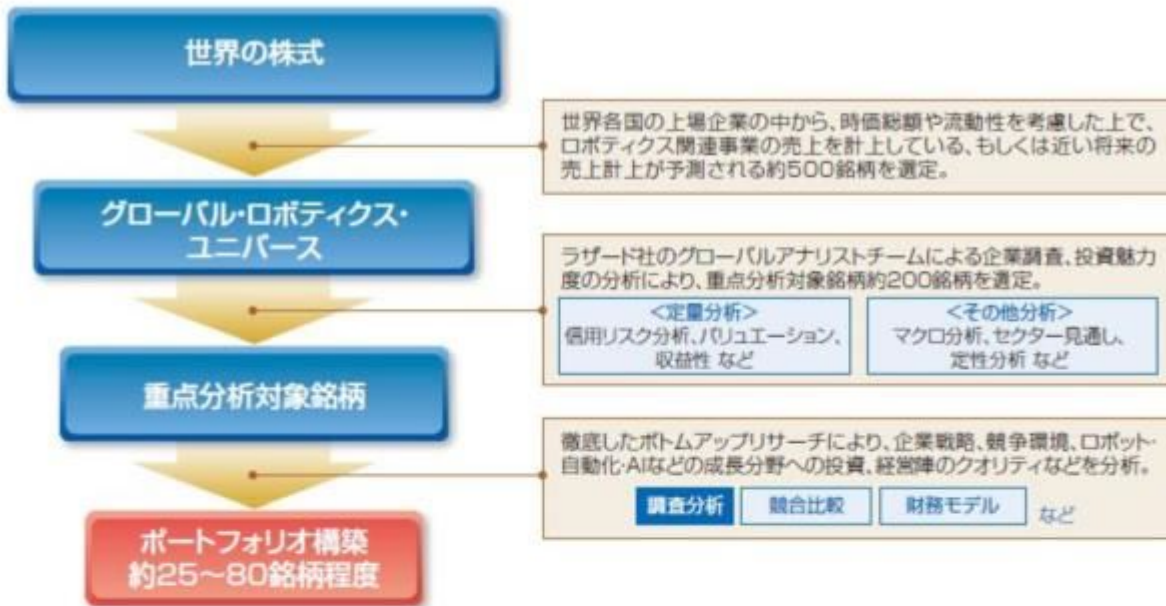 世界の株式
世界各国の上場企業の中から、時価総額や流動性を考慮した上で、
ロボティクス関連事業の売上を計上している、もしくは近い将来の
売上計上が予測される約500銘柄を選定。
グローバル・ロボティクス・
ユニバース
ラザード社のグローバルアナリストチームによる企業調査、投資魅力
度の分析により、重点分析対象銘柄約200銘柄を選定。
<定量分析>
信用リスク分析、バリュエーション、
収益性 など
<その他分析>
マクロ分析、セクター見通し、
定性分析 など
重点分析対象銘柄
徹底したボトムアップリサーチにより、企業戦略、競争環境、ロボット・
自動化・AIなどの成長分野への投資、経営陣のクオリティなどを分析。
調査分析
競合比較
財務モデル
など
ポートフォリオ構築
約25～80銘柄程度